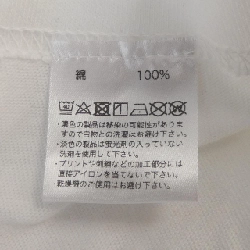 綿 100%
・濃色の製品は移染の可能性がありま
すので白物との洗濯はお避け下さい。
・淡色の製品は蛍光剤の入っていない
洗剤を使用して下さい。
・プリントや刺繍などの加工部分には
直接アイロンを当てないで下さい。
乾燥機のご使用はお避け下さい。